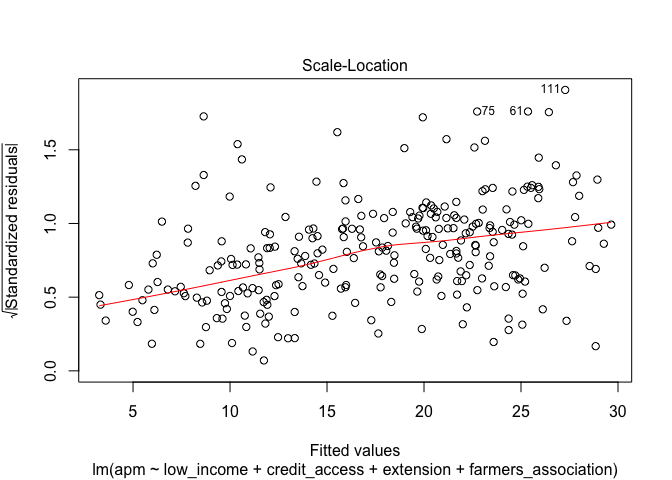 Scale-Location
√|Standardized residuals|
0.0 0.5 1.0 1.5
111
75 61
5 10 15 20 25 30
Fitted values
lm(apm ~ low_income + credit_access + extension + farmers_association)